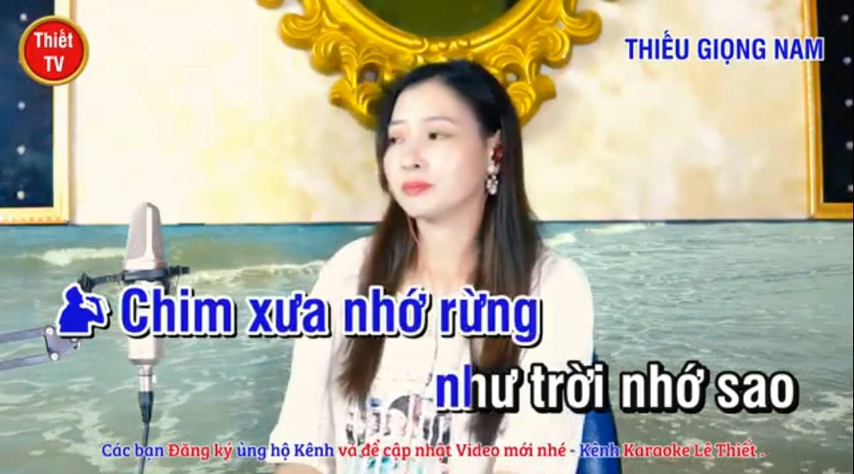 Thiết
TV
THIẾU GIỌNG NAM
Chim xưa nhớ rừng
như trời nhớ sao
Các bạn Đăng ký ủng hộ Kênh và để cập nhật Video mới nhé - Kênh Karaoke Lê Thiết .